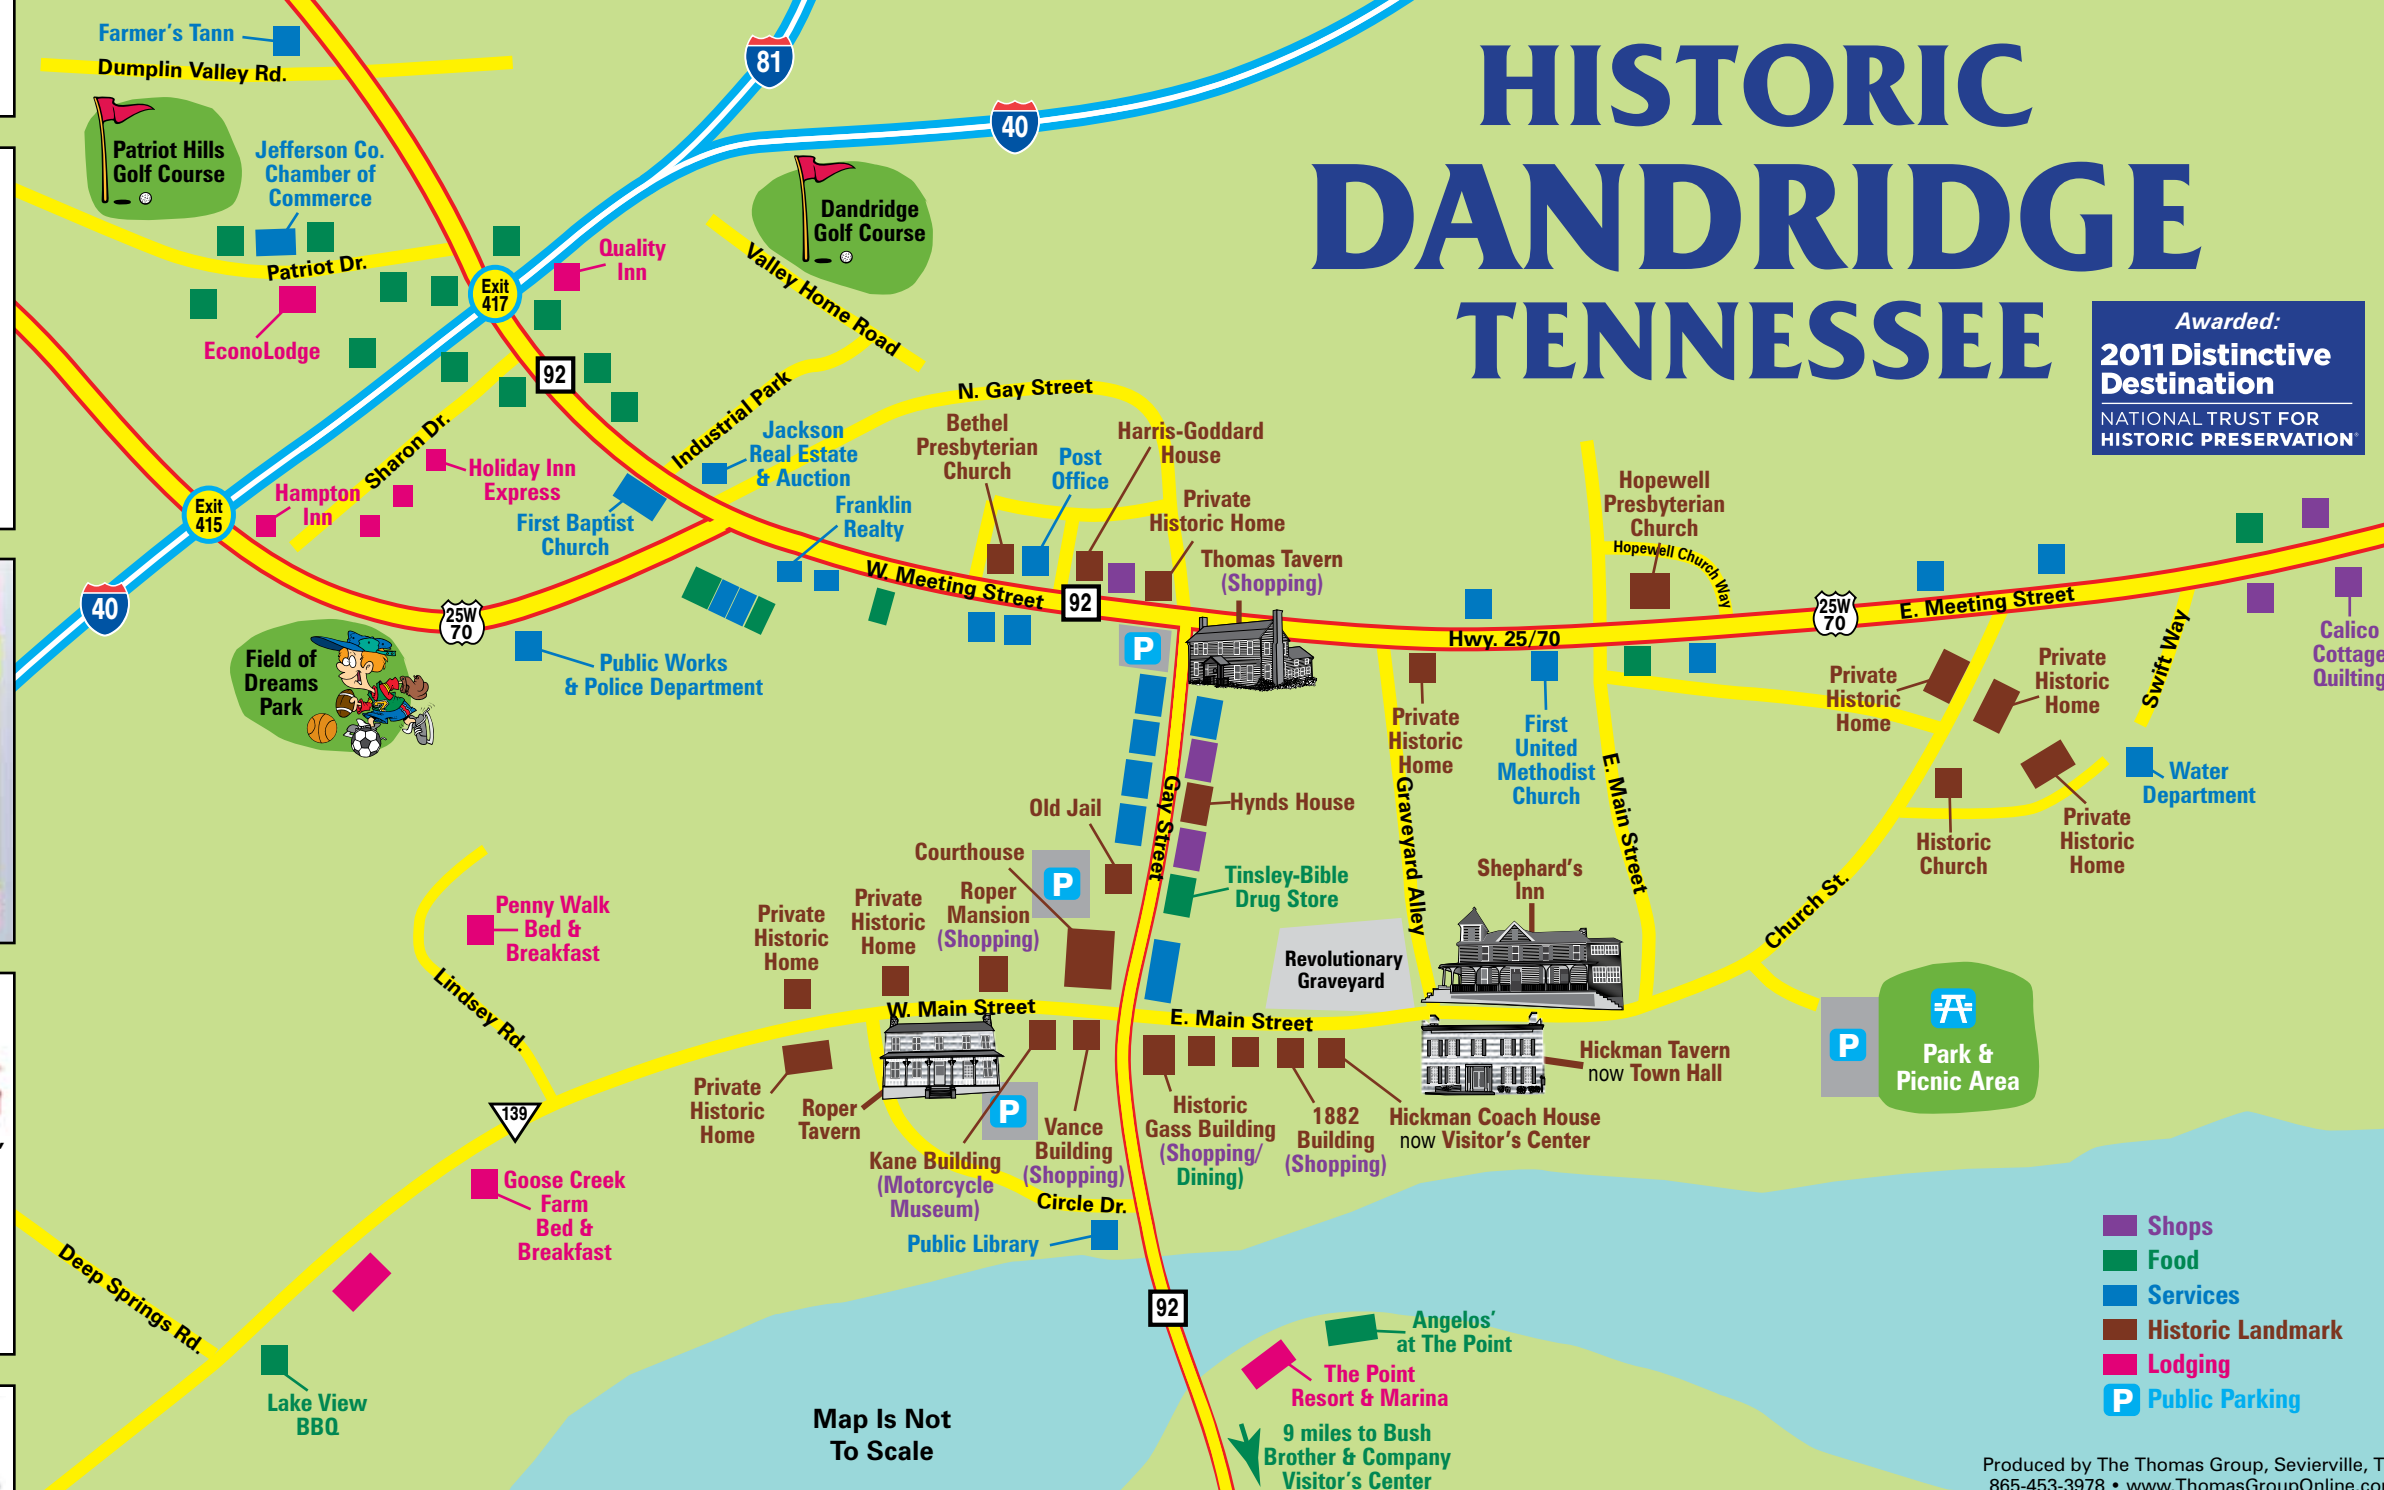 HISTORIC
DANDRIDGE
TENNESSEE
Awarded:
2011 Distinctive
Destination
NATIONAL TRUST FOR
HISTORIC PRESERVATION
Farmer's Tann
Dumplin Valley Rd.
81
40
Patriot Hills
Golf Course
Jefferson Co.
Chamber of
Commerce
Patriot Dr.
EconoLodge
Exit
417
Quality
Inn
Dandridge
Golf Course
Valley Home Road
92
Industrial Park
N. Gay Street
Sharon Dr.
Holiday Inn
Express
Hampton
Inn
Exit
415
40
25W
70
First Baptist
Church
Jackson
Real Estate
& Auction
Franklin
Realty
Bethel
Presbyterian
Church
Post
Office
Harris-Goddard
House
Private
Historic Home
Thomas Tavern
(Shopping)
W. Meeting Street
92
P
Hopewell
Presbyterian
Church
Hopewell Church Way
Hwy. 25/70
25W
70
E. Meeting Street
Swift Way
Calico
Cottage
Quilting
Field of
Dreams
Park
Public Works
& Police Department
Private
Historic
Home
First
United
Methodist
Church
Private
Historic
Home
Private
Historic
Home
Water
Department
Historic
Church
Private
Historic
Home
Gay Street
Hynds House
Old Jail
Courthouse
P
Tinsley-Bible
Drug Store
Graveyard Alley
E. Main Street
Shephard's
Inn
Church St.
Revolutionary
Graveyard
Penny Walk
Bed &
Breakfast
Lindsey Rd.
Private
Historic
Home
Private
Historic
Home
Roper
Mansion
(Shopping)
W. Main Street
E. Main Street
Hickman Tavern
now Town Hall
P
Park &
Picnic Area
139
Private
Historic
Home
Roper
Tavern
P
Kane Building
(Motorcycle
Museum)
Vance
Building
(Shopping)
Historic
Gass Building
(Shopping/
Dining)
1882
Building
(Shopping)
Hickman Coach House
now Visitor's Center
Circle Dr.
Public Library
Goose Creek
Farm
Bed &
Breakfast
Deep Springs Rd.
Lake View
BBQ
92
Angelos'
at The Point
The Point
Resort & Marina
9 miles to Bush
Brother & Company
Visitor's Center
Map Is Not
To Scale
Shops
Food
Services
Historic Landmark
Lodging
P Public Parking
Produced by The Thomas Group, Sevierville, T
865-453-3978 • www.ThomasGroupOnline.co